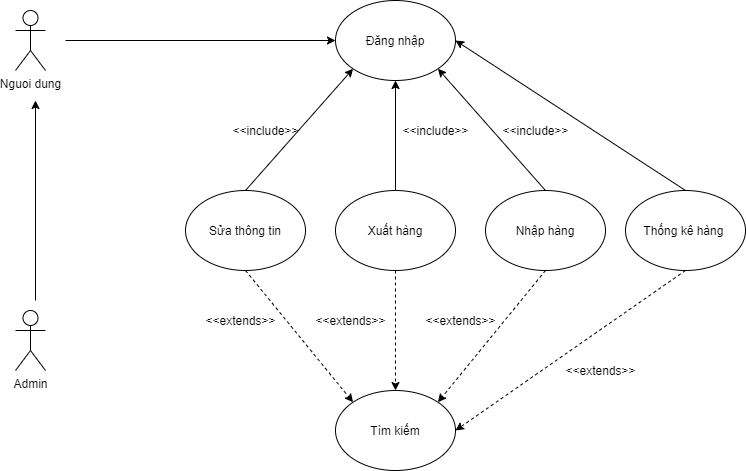 Đăng nhập
Nguoi dung
<<include>>
<<include>>
<<include>>
Sửa thông tin
Xuất hàng
Nhập hàng
Thống kê hàng
<<extends>>
<<extends>>
<<extends>>
<<extends>>
Admin
Tìm kiếm